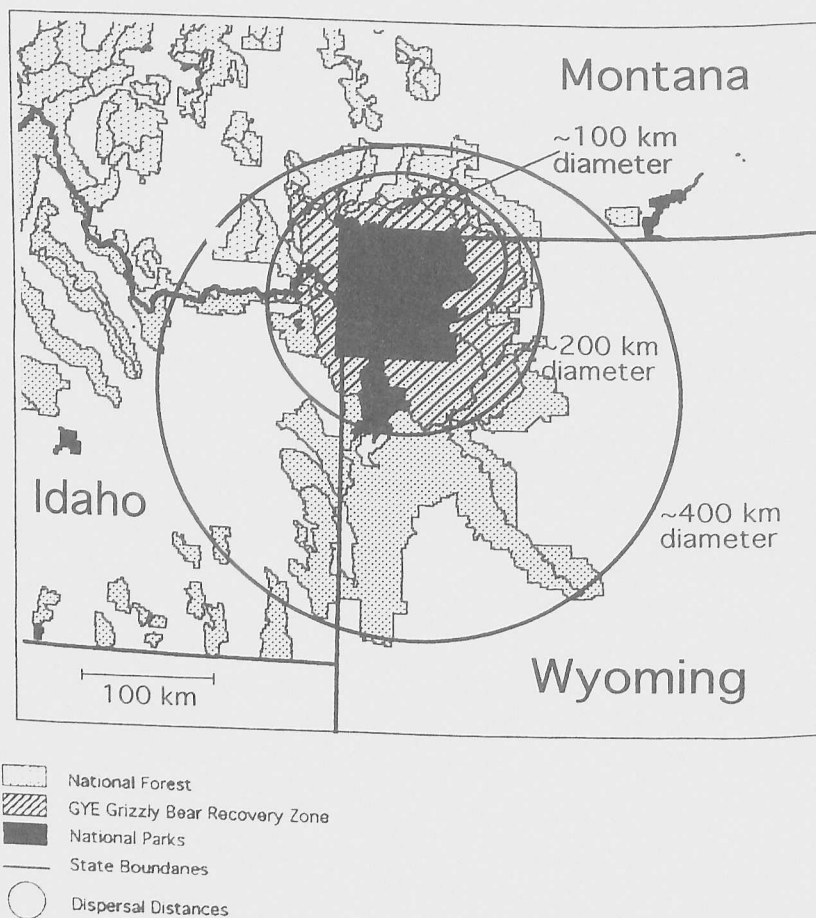 Montana
~100 km
diameter
~200 km
diameter
Idaho
~400 km
diameter
100 km
Wyoming
National Forest
GYE Grizzly Bear Recovery Zone
National Parks
State Boundanes
Dispersal Distances